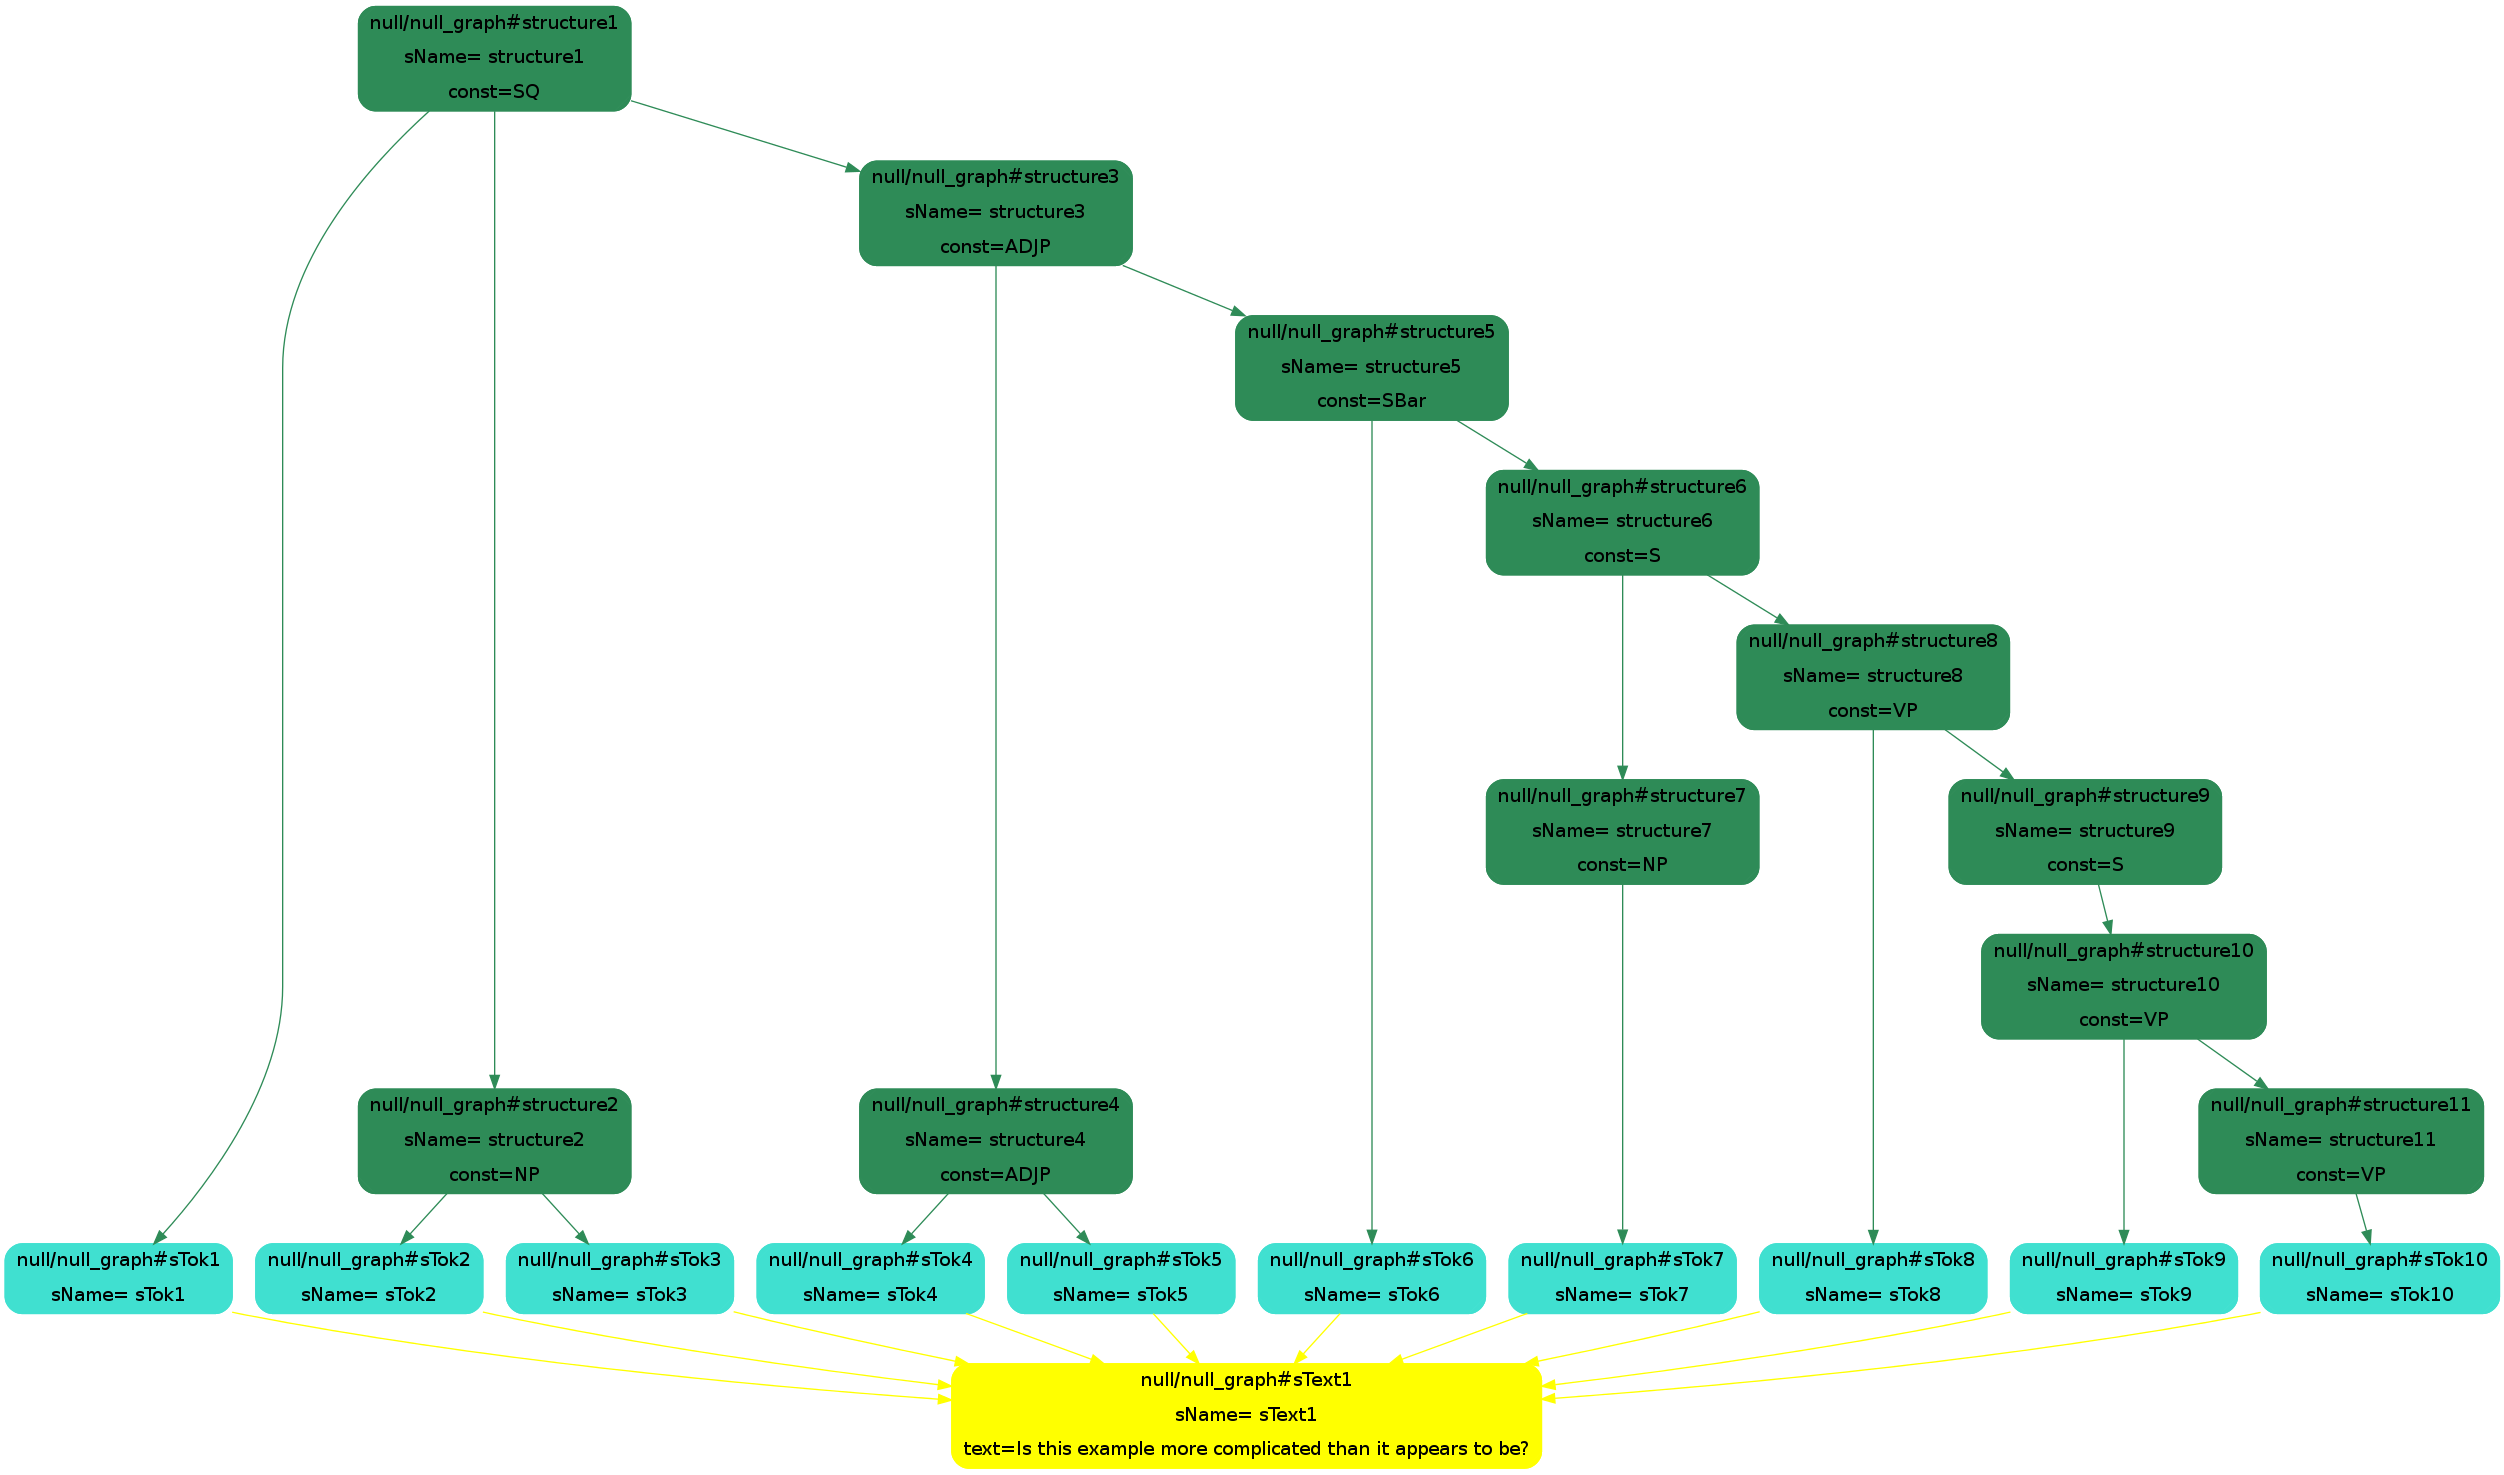 null/null_graph#structure1
sName= structure1
const=SQ
null/null_graph#structure3
sName= structure3
const=ADJP
null/null_graph#structure5
sName= structure5
const=SBar
null/null_graph#structure6
sName= structure6
const=S
null/null_graph#structure8
sName= structure8
const=VP
null/null_graph#structure7
sName= structure7
const=NP
null/null_graph#structure9
sName= structure9
const=S
null/null_graph#structure10
sName= structure10
const=VP
null/null_graph#structure2
sName= structure2
const=NP
null/null_graph#structure4
sName= structure4
const=ADJP
null/null_graph#structure11
sName= structure11
const=VP
null/null_graph#sTok1
sName= sTok1
null/null_graph#sTok2
sName= sTok2
null/null_graph#sTok3
sName= sTok3
null/null_graph#sTok4
sName= sTok4
null/null_graph#sTok5
sName= sTok5
null/null_graph#sTok6
sName= sTok6
null/null_graph#sTok7
sName= sTok7
null/null_graph#sTok8
sName= sTok8
null/null_graph#sTok9
sName= sTok9
null/null_graph#sTok10
sName= sTok10
null/null_graph#sText1
sName= sText1
text=Is this example more complicated than it appears to be?